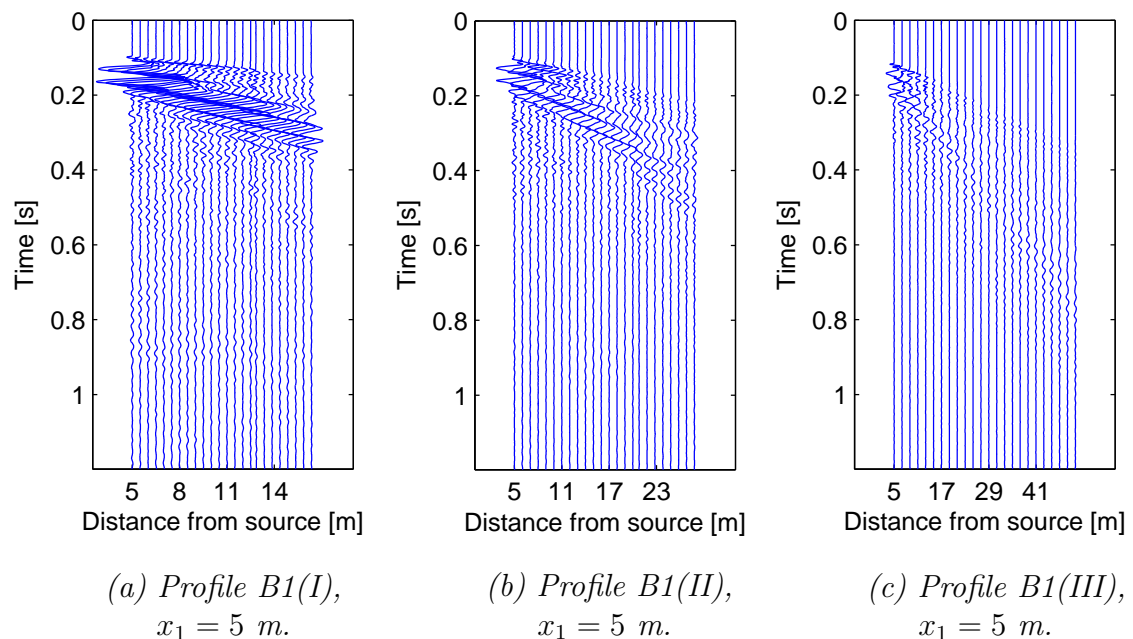 0
0.2
0.4
0.6
0.8
1
Time [s]
5 8 11 14
Distance from source [m]
(a) Profile B1(I),
x₁ = 5 m.
0
0.2
0.4
0.6
0.8
1
Time [s]
5 11 17 23
Distance from source [m]
(b) Profile B1(II),
x₁ = 5 m.
0
0.2
0.4
0.6
0.8
1
Time [s]
5 17 29 41
Distance from source [m]
(c) Profile B1(III),
x₁ = 5 m.